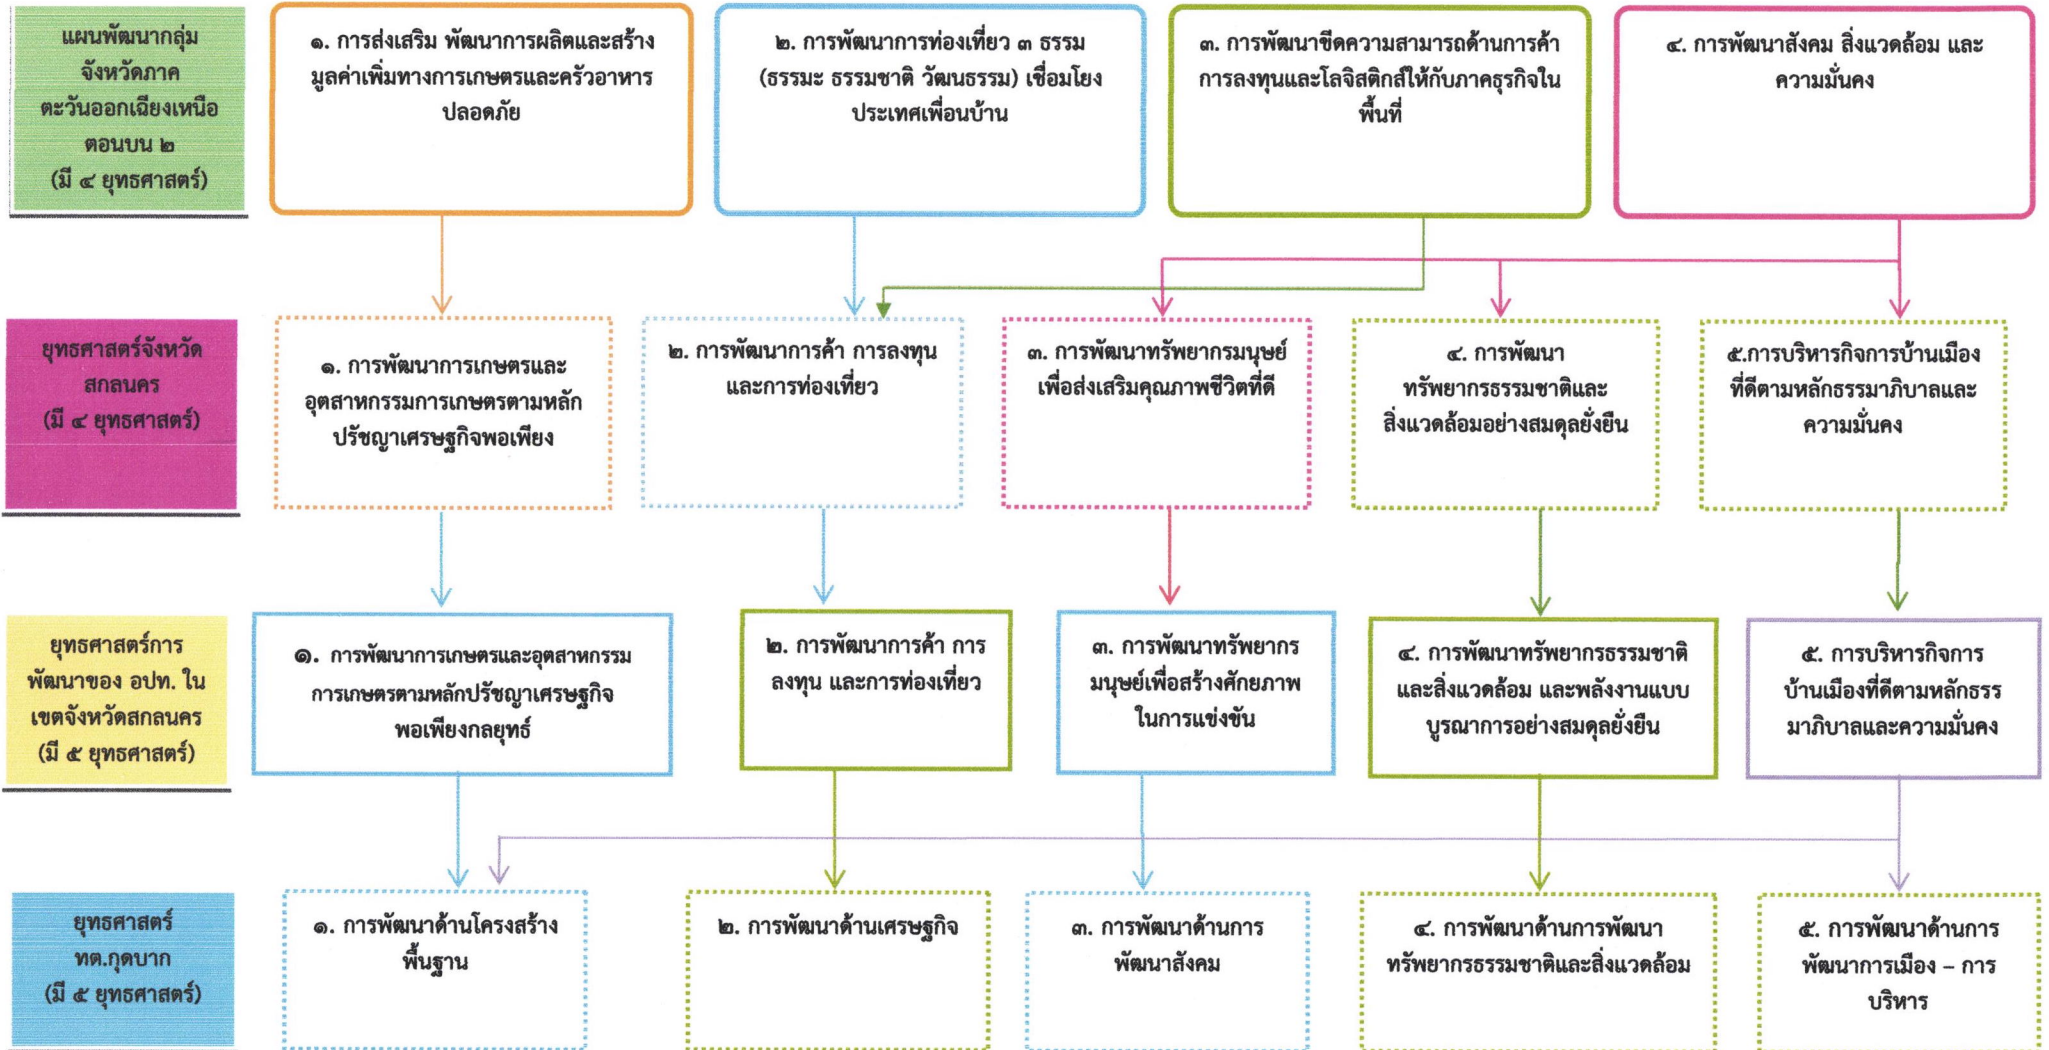 แผนพัฒนากลุ่ม
จังหวัดภาค
ตะวันออกเฉียงเหนือ
ตอนบน ๒
(มี ๔ ยุทธศาสตร์)
๑. การส่งเสริม พัฒนาการผลิตและสร้าง
มูลค่าเพิ่มทางการเกษตรและครัวอาหาร
ปลอดภัย
๒. การพัฒนาการท่องเที่ยว ๓ ธรรม
(ธรรมะ ธรรมชาติ วัฒนธรรม) เชื่อมโยง
ประเทศเพื่อนบ้าน
๓. การพัฒนาขีดความสามารถด้านการค้า
การลงทุนและโลจิสติกส์ให้กับภาคธุรกิจใน
พื้นที่
๔. การพัฒนาสังคม สิ่งแวดล้อม และ
ความมั่นคง
ยุทธศาสตร์จังหวัด
สกลนคร
(มี ๔ ยุทธศาสตร์)
๑. การพัฒนาการเกษตรและ
อุตสาหกรรมการเกษตรตามหลัก
ปรัชญาเศรษฐกิจพอเพียง
๒. การพัฒนาการค้า การลงทุน
และการท่องเที่ยว
๓. การพัฒนาทรัพยากรมนุษย์
เพื่อส่งเสริมคุณภาพชีวิตที่ดี
๔. การพัฒนา
ทรัพยากรธรรมชาติและ
สิ่งแวดล้อมอย่างสมดุลยั่งยืน
๕.การบริหารกิจการบ้านเมือง
ที่ดีตามหลักธรรมาภิบาลและ
ความมั่นคง
ยุทธศาสตร์การ
พัฒนาของ อปท. ใน
เขตจังหวัดสกลนคร
(มี ๕ ยุทธศาสตร์)
๑. การพัฒนาการเกษตรและอุตสาหกรรม
การเกษตรตามหลักปรัชญาเศรษฐกิจ
พอเพียงกลยุทธ์
๒. การพัฒนาการค้า การ
ลงทุน และการท่องเที่ยว
๓. การพัฒนาทรัพยากร
มนุษย์เพื่อสร้างศักยภาพ
ในการแข่งขัน
๔. การพัฒนาทรัพยากรธรรมชาติ
และสิ่งแวดล้อม และพลังงานแบบ
บูรณาการอย่างสมดุลยั่งยืน
๕. การบริหารกิจการ
บ้านเมืองที่ดีตามหลักธรร
มาภิบาลและความมั่นคง
ยุทธศาสตร์
ทต.กุดบาก
(มี ๕ ยุทธศาสตร์)
๑. การพัฒนาด้านโครงสร้าง
พื้นฐาน
๒. การพัฒนาด้านเศรษฐกิจ
๓. การพัฒนาด้านการ
พัฒนาสังคม
๔. การพัฒนาด้านการพัฒนา
ทรัพยากรธรรมชาติและสิ่งแวดล้อม
๕. การพัฒนาด้านการ
พัฒนาการเมือง – การ
บริหาร